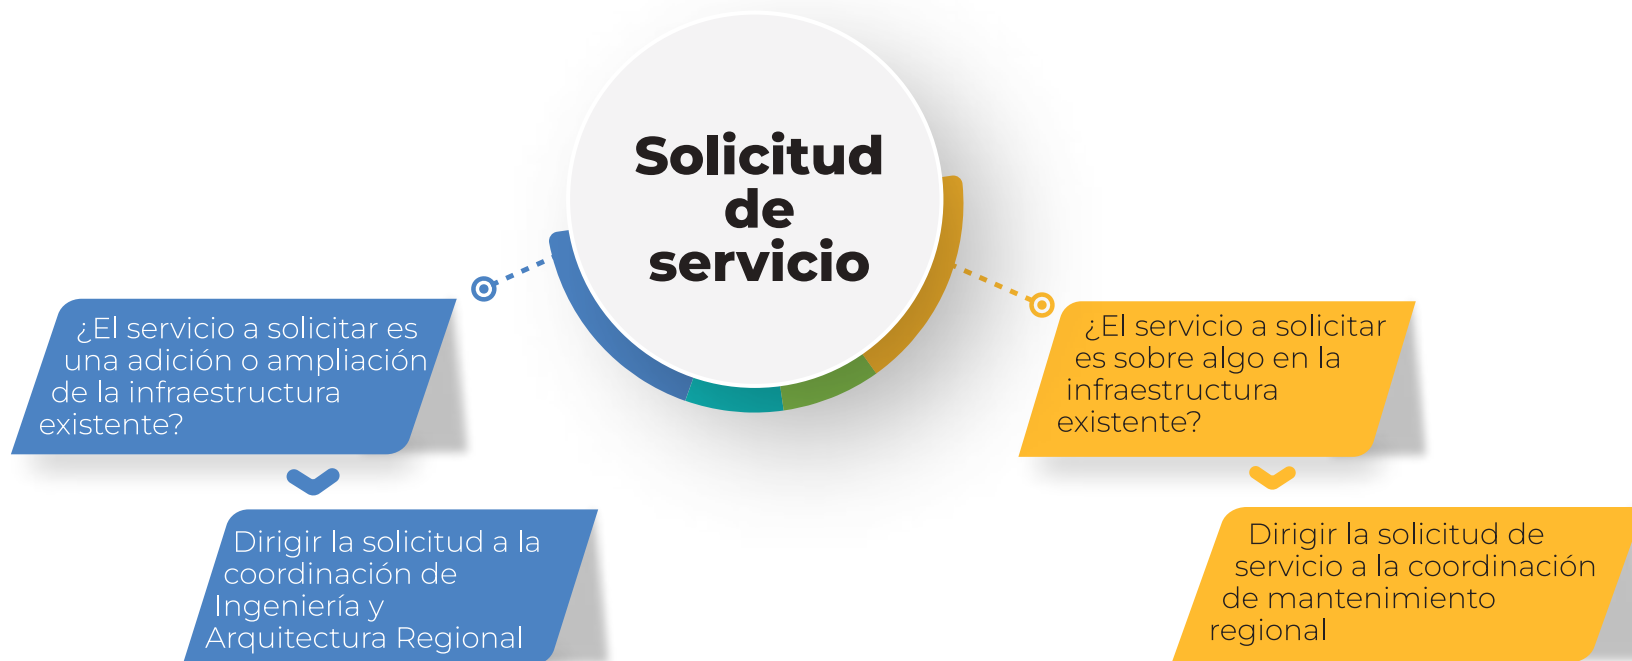 Solicitud
de
servicio
¿El servicio a solicitar es
una adición o ampliación
de la infraestructura
existente?
Dirigir la solicitud a la
coordinación de
Ingeniería y
Arquitectura Regional
¿El servicio a solicitar
es sobre algo en la
infraestructura
existente?
Dirigir la solicitud de
servicio a la coordinación
de mantenimiento
regional